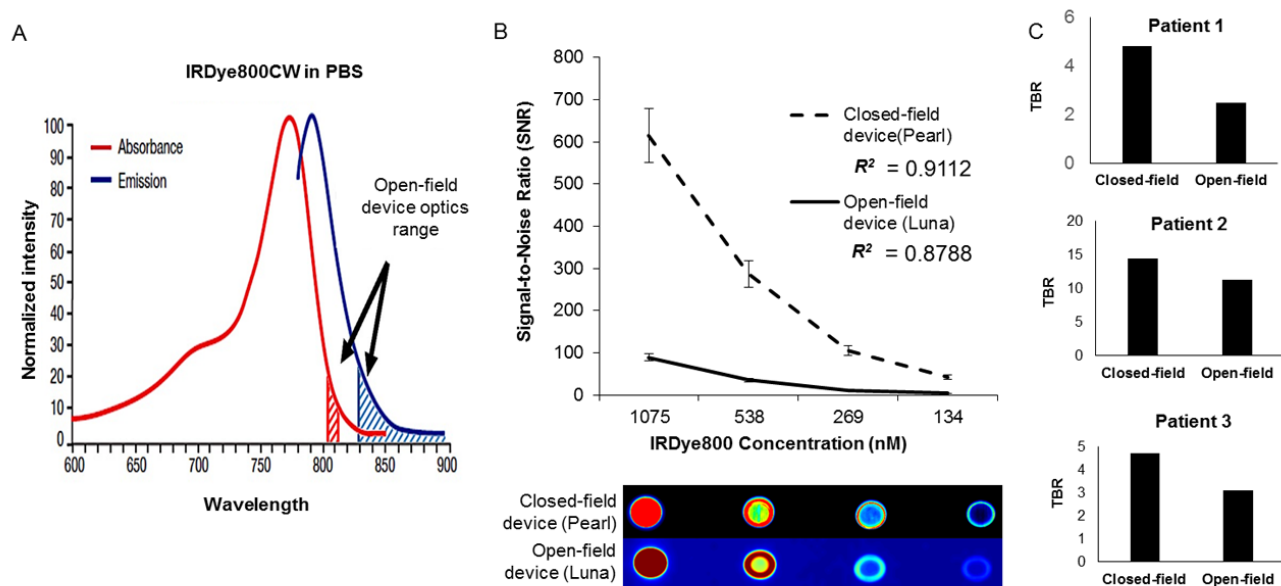 A
IRDye800CW in PBS
Absorbance
Emission
Open-field
device optics
range
Normalized intensity
100
90
80
70
60
50
40
30
20
10
0
600
650
700
750
800
850
900
Wavelength
B
Signal-to-Noise Ratio (SNR)
800
700
600
500
400
300
200
100
0
Closed-field
device(Pearl)
R² = 0.9112
Open-field
device (Luna)
R² = 0.8788
1075
538
269
134
IRDye800 Concentration (nM)
Closed-field
device (Pearl)
Open-field
device (Luna)
C
Patient 1
TBR
6
4
2
0
Closed-field
Open-field
Patient 2
TBR
20
15
10
5
0
Closed-field
Open-field
Patient 3
TBR
5
4
3
2
1
0
Closed-field
Open-field